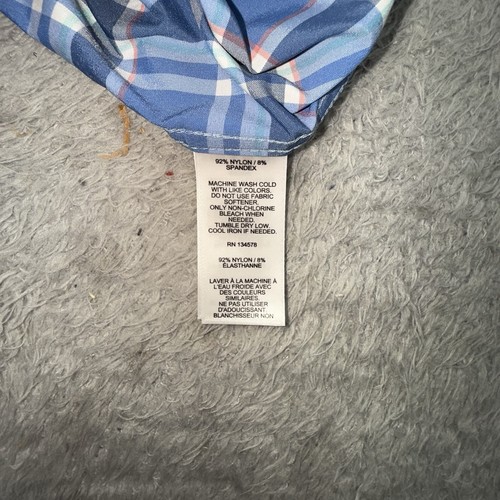 92% NYLON / 8%
SPANDEX
MACHINE WASH COLD
WITH LIKE COLORS.
DO NOT USE FABRIC
SOFTENER.
ONLY NON-CHLORINE
BLEACH WHEN
NEEDED.
TUMBLE DRY LOW.
COOL IRON IF NEEDED.
RN 134578
92% NYLON / 8%
ÉLASTHANNE
LAVER À LA MACHINE À
L'EAU FROIDE AVEC
DES COULEURS
SIMILAIRES.
NE PAS UTILISER
D'ADOUCISSANT
BLANCHISSEUR NON